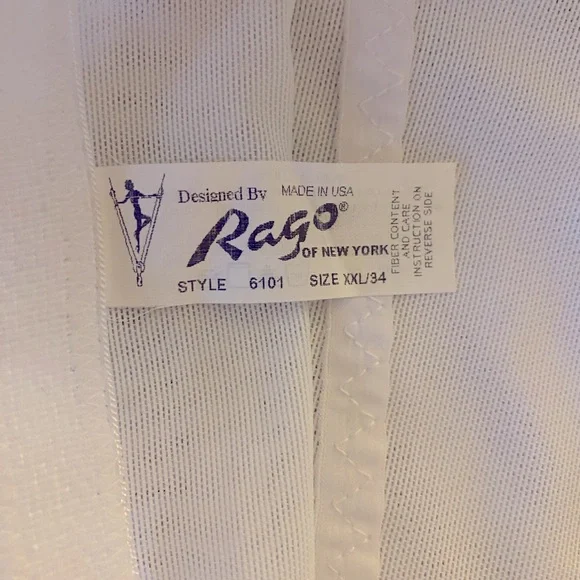 Designed By MADE IN USA
Rago®
OF NEW YORK
STYLE 6101 SIZE XXL/34
FIBER CONTENT
AND CARE
INSTRUCTION ON
REVERSE SIDE